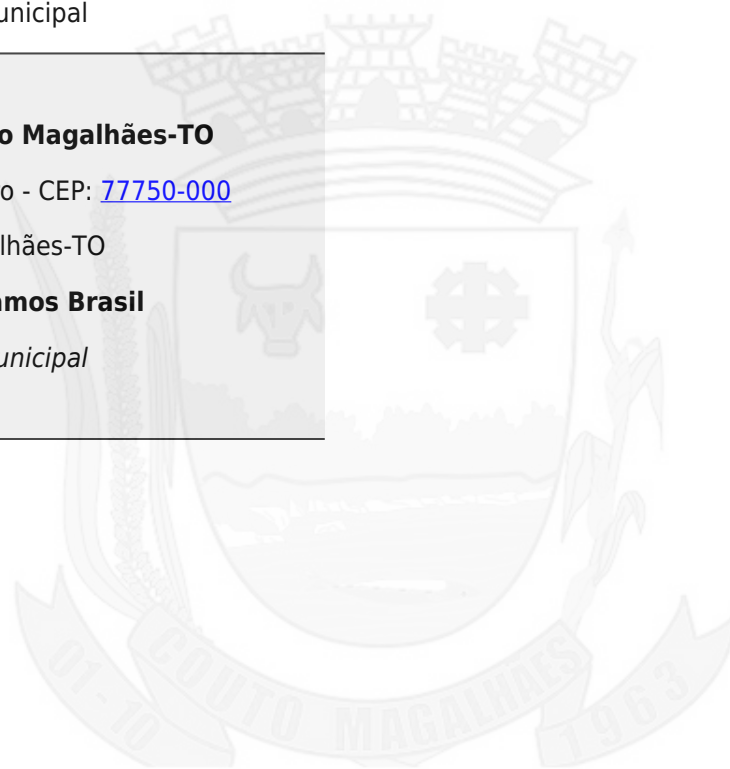 unicipal
o Magalhães-TO
o - CEP: 77750-000
lhães-TO
amos Brasil
unicipal
01-10 COUTO MAGALHÃES 1963